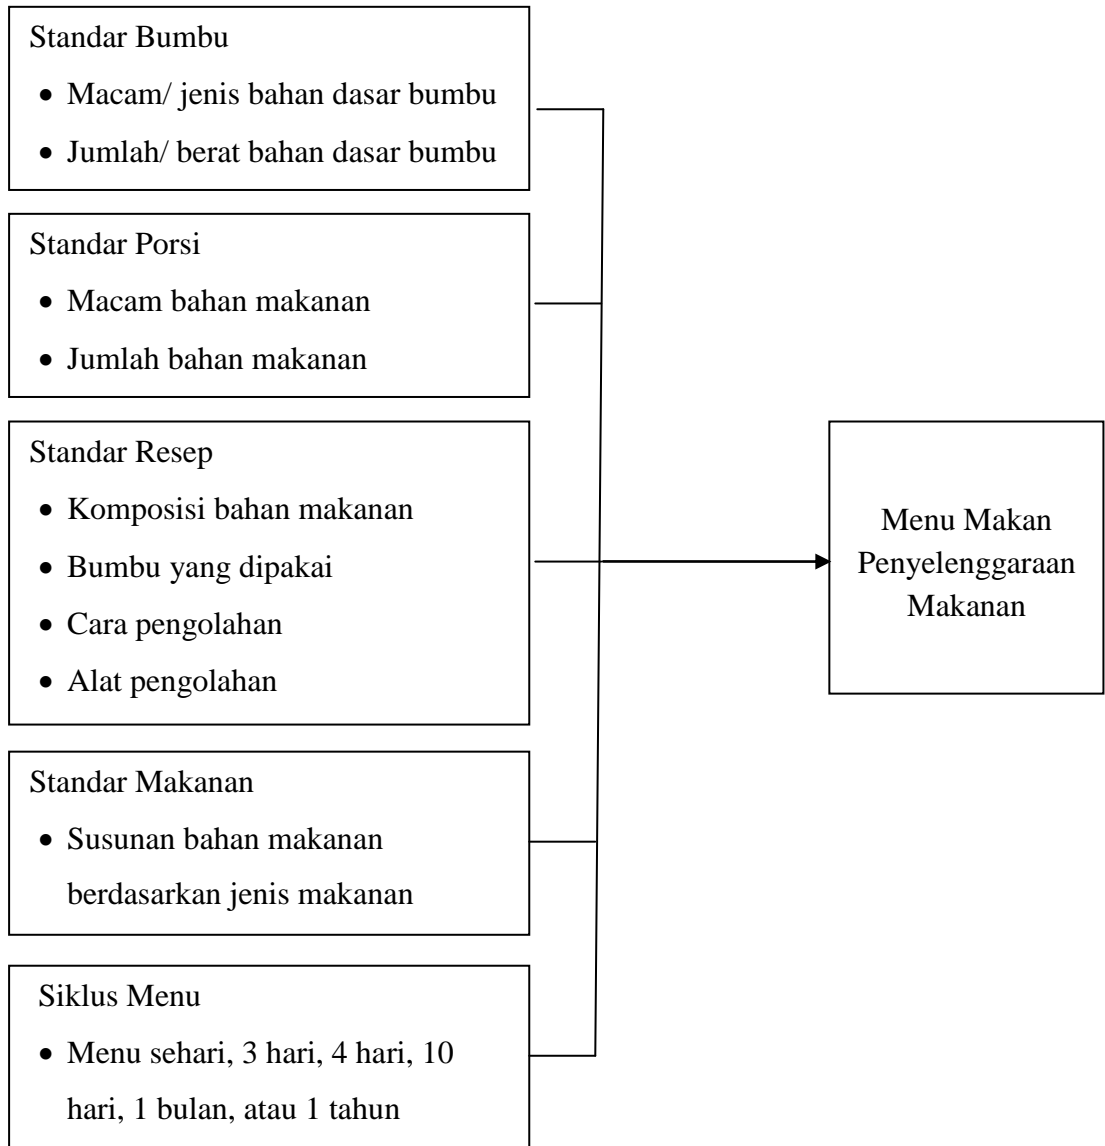 Standar Bumbu
• Macam/ jenis bahan dasar bumbu
• Jumlah/ berat bahan dasar bumbu
Standar Porsi
• Macam bahan makanan
• Jumlah bahan makanan
Standar Resep
• Komposisi bahan makanan
• Bumbu yang dipakai
• Cara pengolahan
• Alat pengolahan
Standar Makanan
• Susunan bahan makanan
berdasarkan jenis makanan
Siklus Menu
• Menu sehari, 3 hari, 4 hari, 10
hari, 1 bulan, atau 1 tahun
Menu Makan
Penyelenggaraan
Makanan